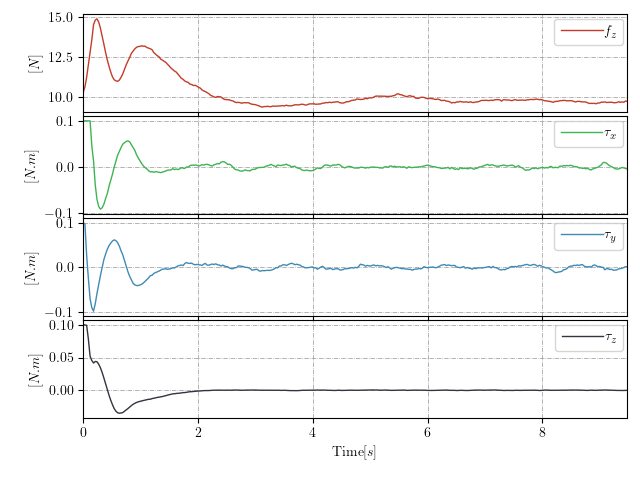 15.0
12.5
10.0
[N]
f_z
0.1
0.0
−0.1
[N.m]
τ_x
0.1
0.0
−0.1
[N.m]
τ_y
0.10
0.05
0.00
[N.m]
τ_z
0 2 4 6 8
Time[s]